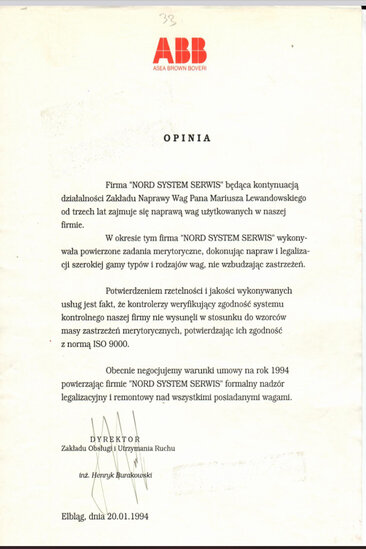 33
ABB
ASEA BROWN BOVERI
OPINIA
Firma "NORD SYSTEM SERWIS" będąca kontynuacją
działalności Zakładu Naprawy Wag Pana Mariusza Lewandowskiego
od trzech lat zajmuje się naprawą wag użytkowanych w naszej
firmie.
W okresie tym firma "NORD SYSTEM SERWIS" wykony-
wała powierzone zadania merytoryczne, dokonując napraw i legaliza-
cji szerokiej gamy typów i rodzajów wag, nie wzbudzając zastrzeżeń.
Potwierdzeniem rzetelności i jakości wykonywanych
usług jest fakt, że kontrolerzy weryfikujący zgodność systemu
kontrolnego naszej firmy nie wysunęli w stosunku do wzorców
masy zastrzeżeń merytorycznych, potwierdzając ich zgodność
z normą ISO 9000.
Obecnie negocjujemy warunki umowy na rok 1994
powierzając firmie "NORD SYSTEM SERWIS" formalny nadzór
legalizacyjny i remontowy nad wszystkimi posiadanymi wagami.
DYREKTOR
Zakładu Obsługi i Utrzymania Ruchu
inż. Henryk Burakowski
Elbląg, dnia 20.01.1994